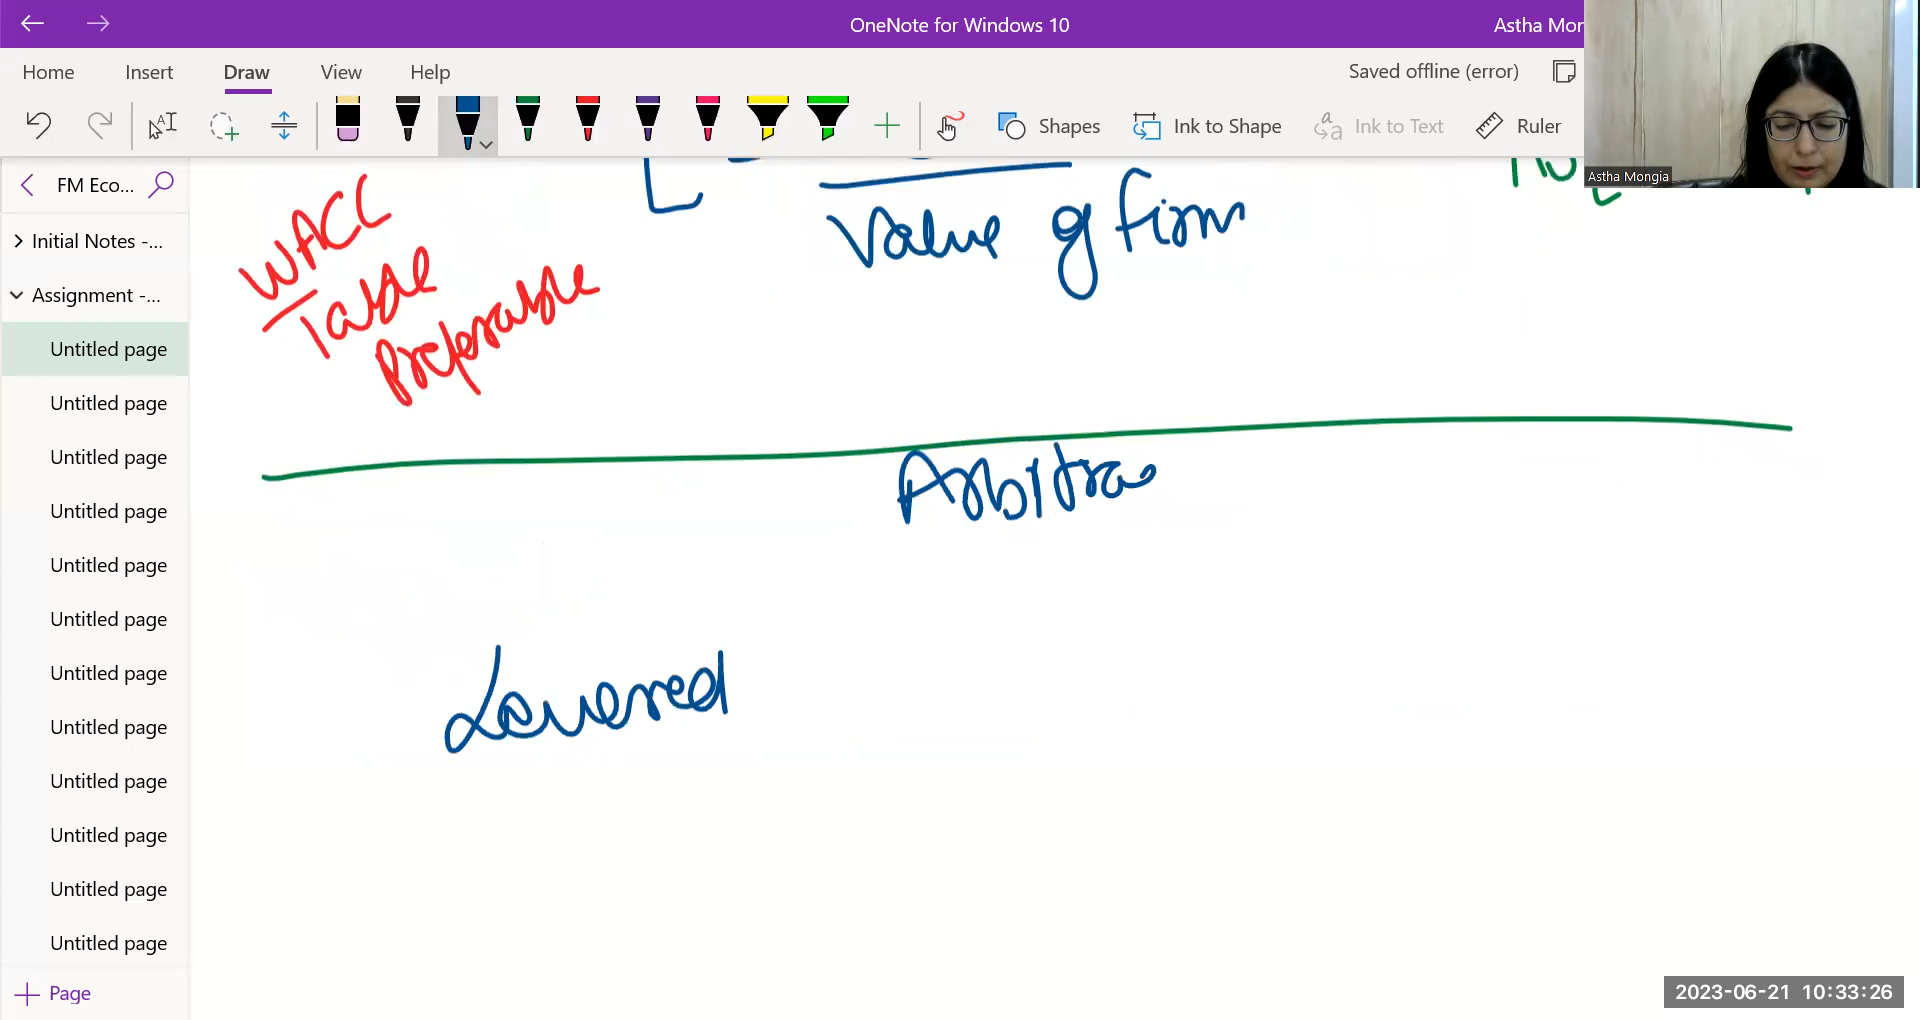 OneNote for Windows 10
Astha Mor
Home Insert Draw View Help
Saved offline (error)
Shapes Ink to Shape Ink to Text Ruler
Astha Mongia
FM Eco...
Initial Notes -...
Assignment -...
Untitled page
Untitled page
Untitled page
Untitled page
Untitled page
Untitled page
Untitled page
Untitled page
Untitled page
Untitled page
Untitled page
Untitled page
Page
Value of firm
WACC
Table
Preferable
Arbitra
Levered
2023-06-21 10:33:26